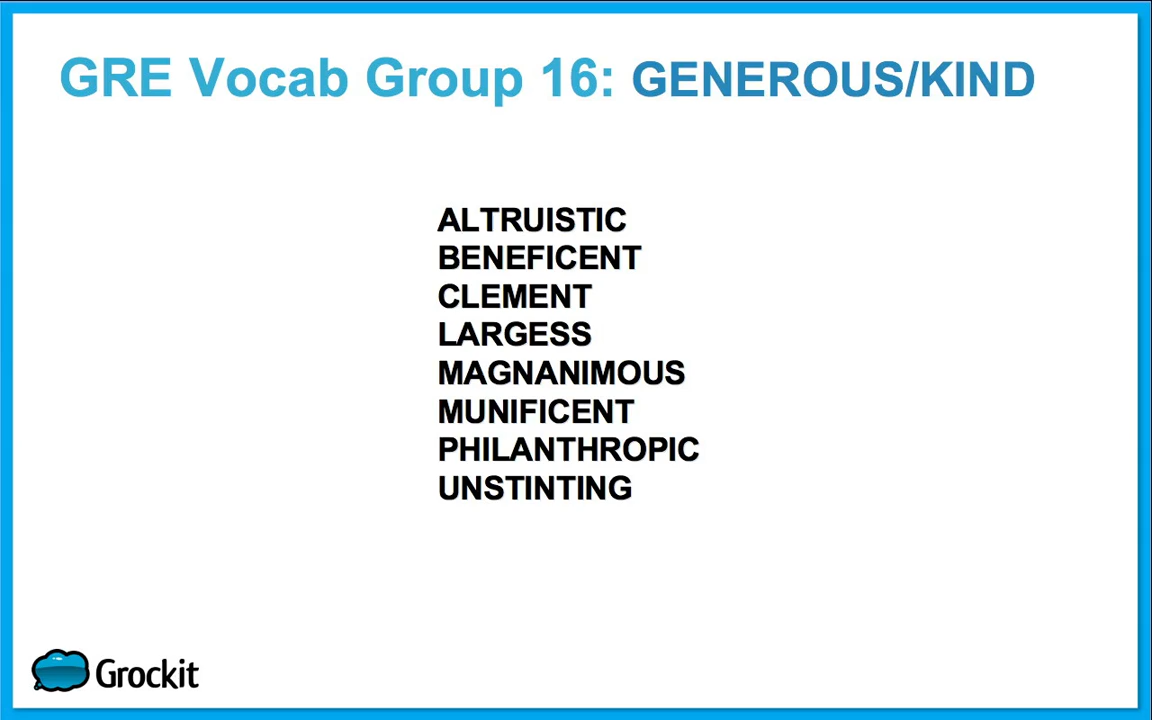 GRE Vocab Group 16: GENEROUS/KIND
ALTRUISTIC
BENEFICENT
CLEMENT
LARGESS
MAGNANIMOUS
MUNIFICENT
PHILANTHROPIC
UNSTINTING
Grockit